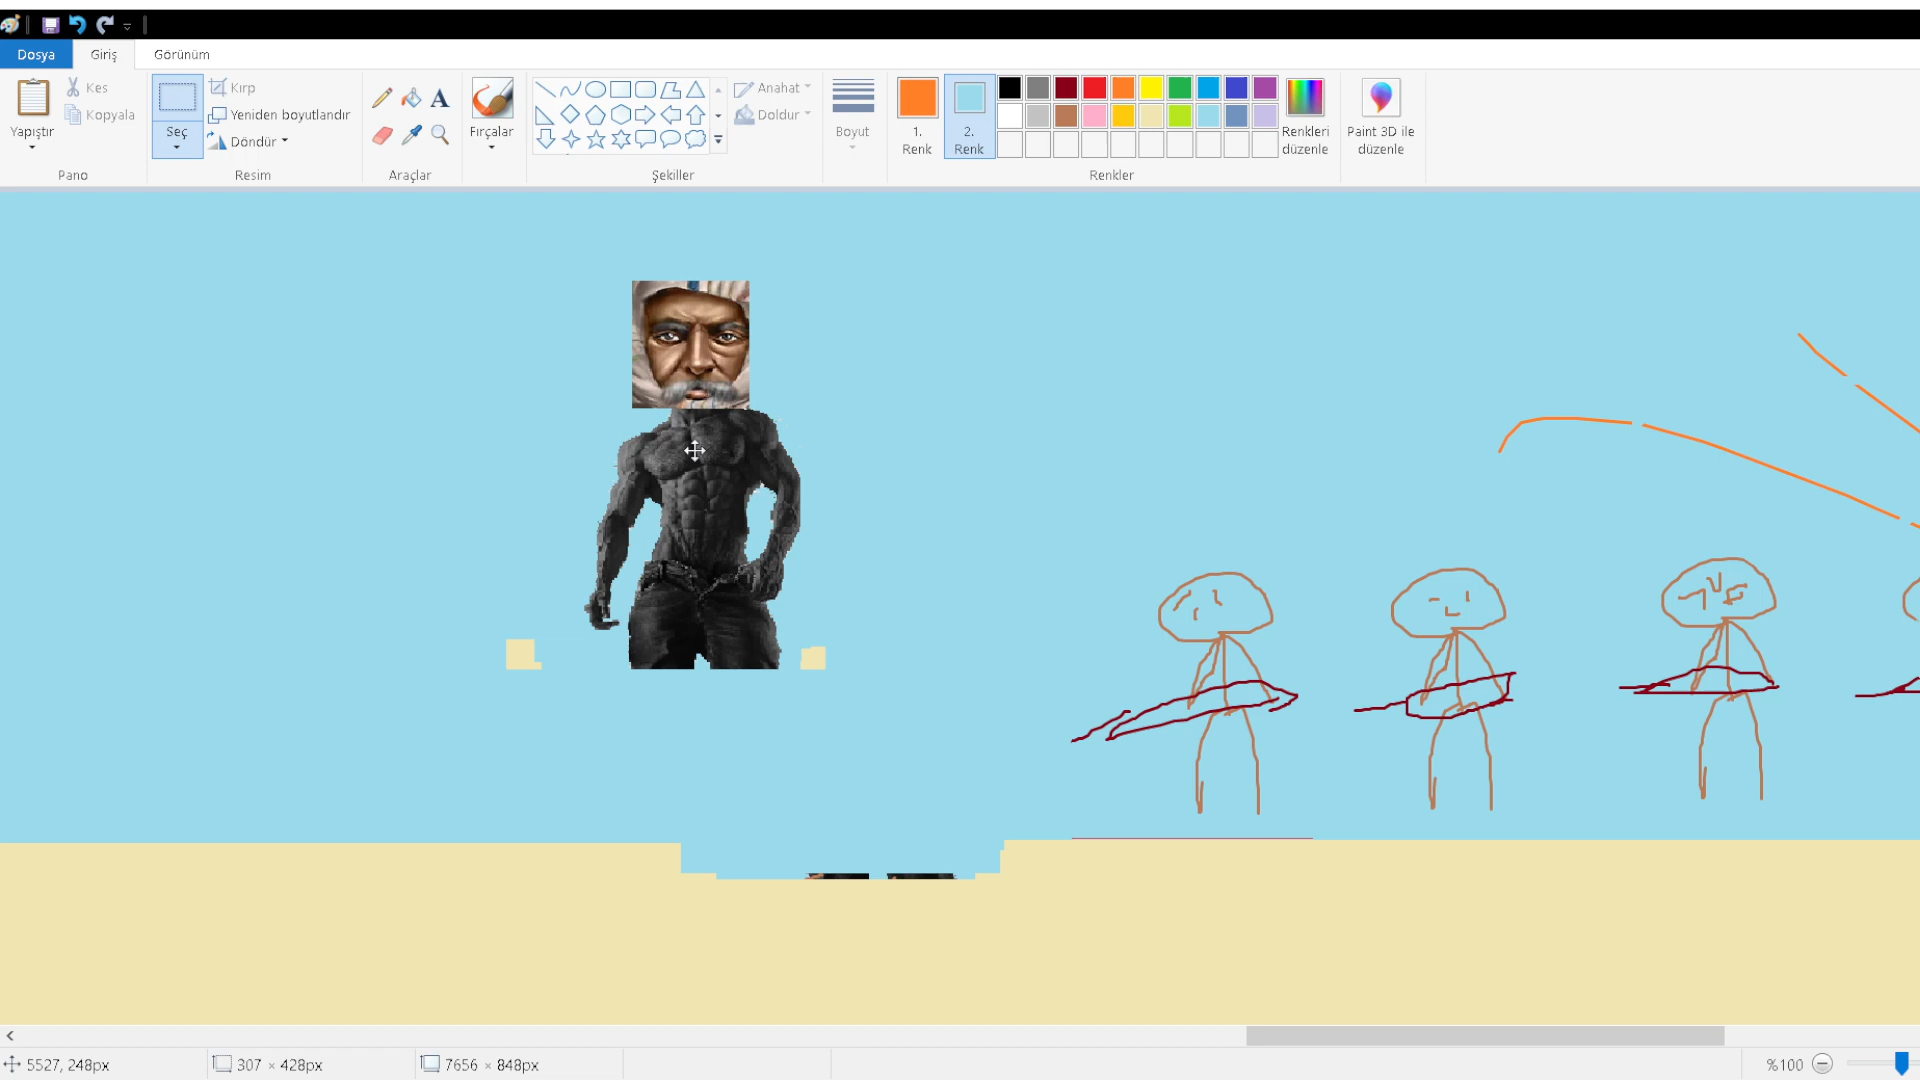 Dosya Giriş Görünüm
Kes
Kopyala
Yapıştır
Pano
Seç
Kırp
Yeniden boyutlandır
Döndür
Resim
A
Araçlar
Fırçalar
Anahat
Doldur
Şekiller
Boyut
1.
Renk
2.
Renk
Renkleri
düzenle
Renkler
Paint 3D ile
düzenle
5527, 248px
307 × 428px
7656 × 848px
%100